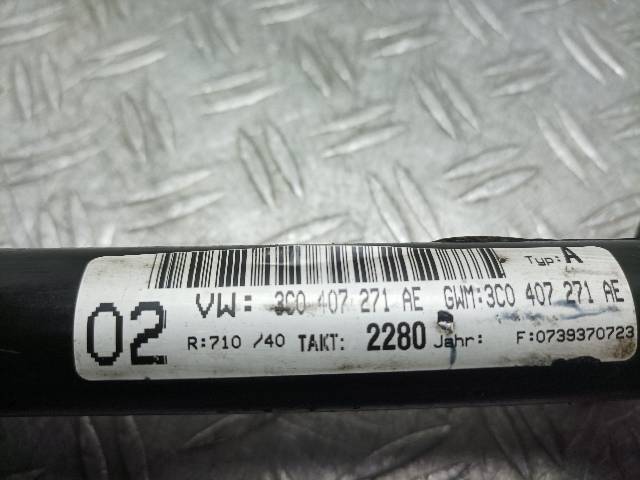 Typ: A
02 VW: 3C0 407 271 AE GWM:3C0 407 271 AE
R:710 /40 TAKT: 2280 Jahr: F:0739370723